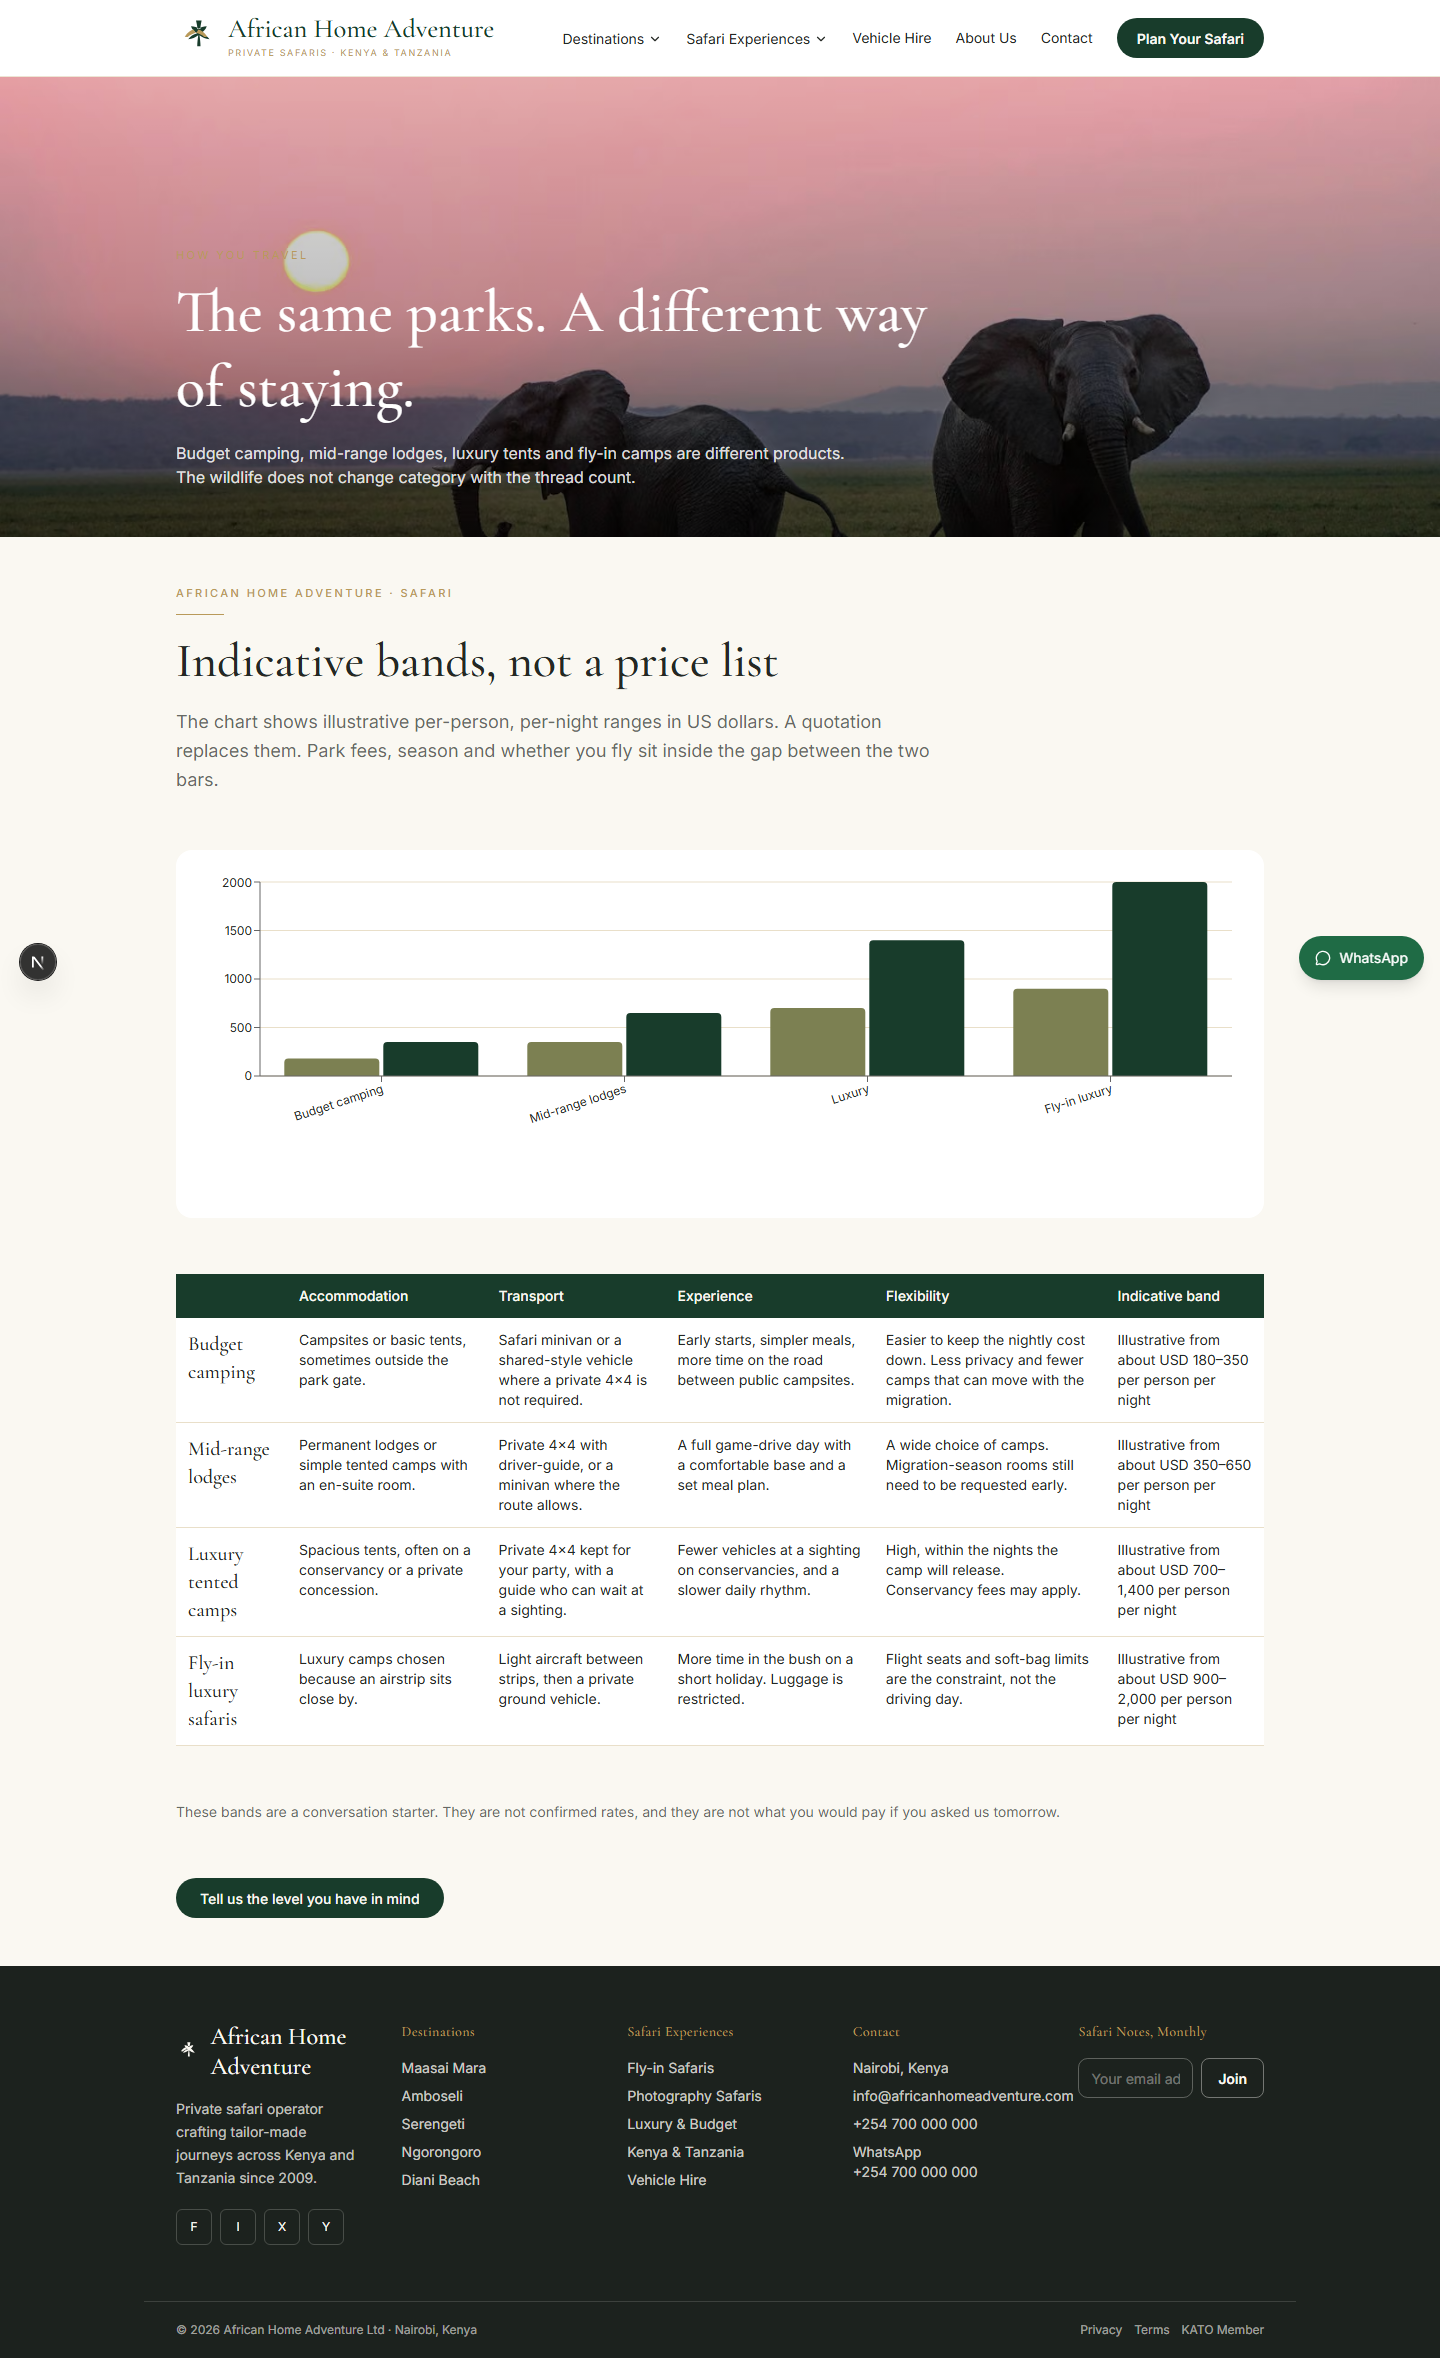 African Home Adventure
PRIVATE SAFARIS · KENYA & TANZANIA
Destinations
Safari Experiences
Vehicle Hire
About Us
Contact
Plan Your Safari
The same parks. A different way
of staying.
Budget camping, mid-range lodges, luxury tents and fly-in camps are different products.
The wildlife does not change category with the thread count.
AFRICAN HOME ADVENTURE · SAFARI
Indicative bands, not a price list
The chart shows illustrative per-person, per-night ranges in US dollars. A quotation
replaces them. Park fees, season and whether you fly sit inside the gap between the two
bars.
2000
1500
1000
500
0
Budget camping
Mid-range lodges
Luxury
Fly-in luxury
N
WhatsApp
Accommodation
Transport
Experience
Flexibility
Indicative band
Budget
camping
Campsites or basic tents,
sometimes outside the
park gate.
Safari minivan or a
shared-style vehicle
where a private 4×4 is
not required.
Early starts, simpler meals,
more time on the road
between public campsites.
Easier to keep the nightly cost
down. Less privacy and fewer
camps that can move with the
migration.
Illustrative from
about USD 180–350
per person per
night
Mid-range
lodges
Permanent lodges or
simple tented camps with
an en-suite room.
Private 4×4 with
driver-guide, or a
minivan where the
route allows.
A full game-drive day with
a comfortable base and a
set meal plan.
A wide choice of camps.
Migration-season rooms still
need to be requested early.
Illustrative from
about USD 350–650
per person per
night
Luxury
tented
camps
Spacious tents, often on a
conservancy or a private
concession.
Private 4×4 kept for
your party, with a
guide who can wait at
a sighting.
Fewer vehicles at a sighting
on conservancies, and a
slower daily rhythm.
High, within the nights the
camp will release.
Conservancy fees may apply.
Illustrative from
about USD 700–
1,400 per person
per night
Fly-in
luxury
safaris
Luxury camps chosen
because an airstrip sits
close by.
Light aircraft between
strips, then a private
ground vehicle.
More time in the bush on a
short holiday. Luggage is
restricted.
Flight seats and soft-bag limits
are the constraint, not the
driving day.
Illustrative from
about USD 900–
2,000 per person
per night
These bands are a conversation starter. They are not confirmed rates, and they are not what you would pay if you asked us tomorrow.
Tell us the level you have in mind
African Home
Adventure
Private safari operator
crafting tailor-made
journeys across Kenya and
Tanzania since 2009.
F
I
X
Y
Destinations
Maasai Mara
Amboseli
Serengeti
Ngorongoro
Diani Beach
Safari Experiences
Fly-in Safaris
Photography Safaris
Luxury & Budget
Kenya & Tanzania
Vehicle Hire
Contact
Nairobi, Kenya
info@africanhomeadventure.com
+254 700 000 000
WhatsApp
+254 700 000 000
Safari Notes, Monthly
Your email ad
Join
© 2026 African Home Adventure Ltd · Nairobi, Kenya
Privacy
Terms
KATO Member